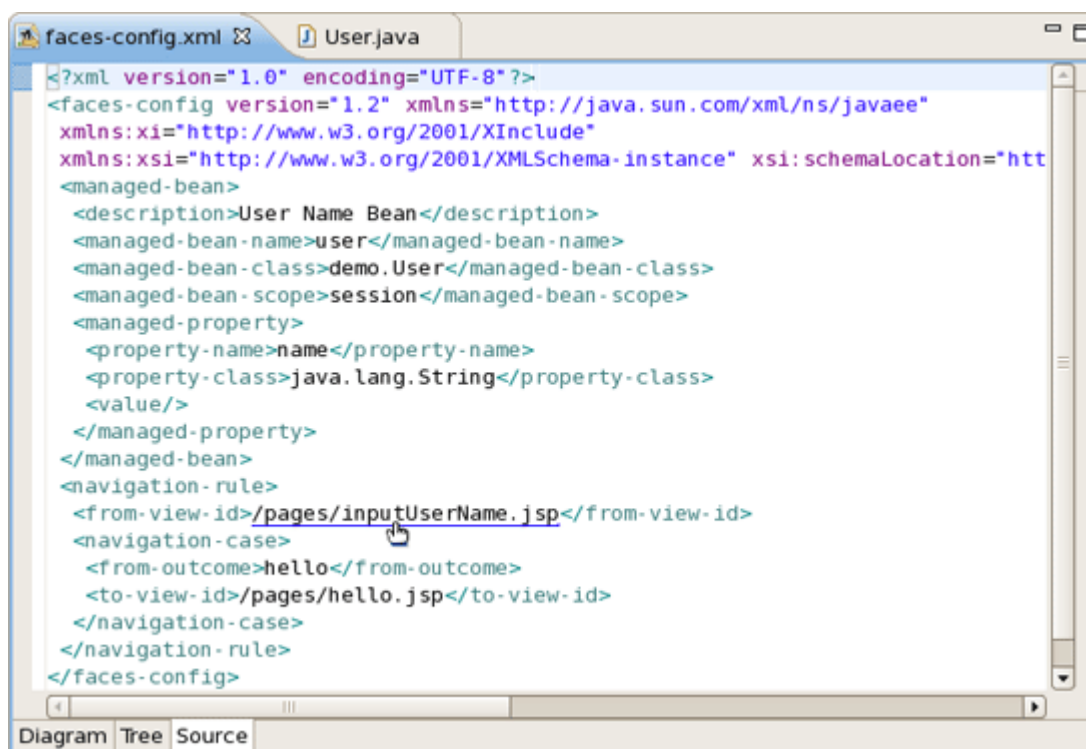 faces-config.xml User.java
<?xml version="1.0" encoding="UTF-8"?>
<faces-config version="1.2" xmlns="http://java.sun.com/xml/ns/javaee"
xmlns:xi="http://www.w3.org/2001/XInclude"
xmlns:xsi="http://www.w3.org/2001/XMLSchema-instance" xsi:schemaLocation="htt
<managed-bean>
<description>User Name Bean</description>
<managed-bean-name>user</managed-bean-name>
<managed-bean-class>demo.User</managed-bean-class>
<managed-bean-scope>session</managed-bean-scope>
<managed-property>
<property-name>name</property-name>
<property-class>java.lang.String</property-class>
<value/>
</managed-property>
</managed-bean>
<navigation-rule>
<from-view-id>/pages/inputUserName.jsp</from-view-id>
<navigation-case>
<from-outcome>hello</from-outcome>
<to-view-id>/pages/hello.jsp</to-view-id>
</navigation-case>
</navigation-rule>
</faces-config>
Diagram Tree Source